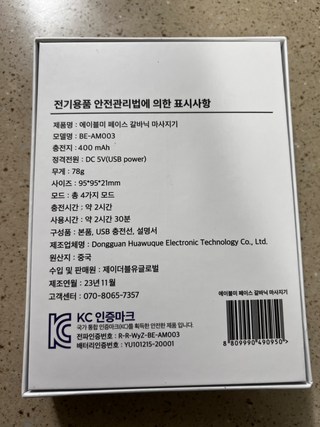 전기용품 안전관리법에 의한 표시사항
제품명 : 에이블미 페이스 갈바닉 마사지기
모델명 : BE-AM003
충전지 : 400 mAh
정격전원 : DC 5V(USB power)
무게 : 78g
사이즈 : 95*95*21mm
모드 : 총 4가지 모드
충전시간 : 약 2시간
사용시간 : 약 2시간 30분
구성품 : 본품, USB 충전선, 설명서
제조업체명 : Dongguan Huawuque Electronic Technology Co., Ltd.
원산지 : 중국
수입 및 판매원 : 제이더블유글로벌
제조연월 : 23년 11월
고객센터 : 070-8065-7357
KC 인증마크
국가 통합 인증마크(KC)를 획득한 안전한 제품 입니다.
전파인증번호 : R-R-WyZ-BE-AM003
배터리인증번호 : YU101215-20001
에이블미 페이스 갈바닉 마사지기
8 809990 490950 >